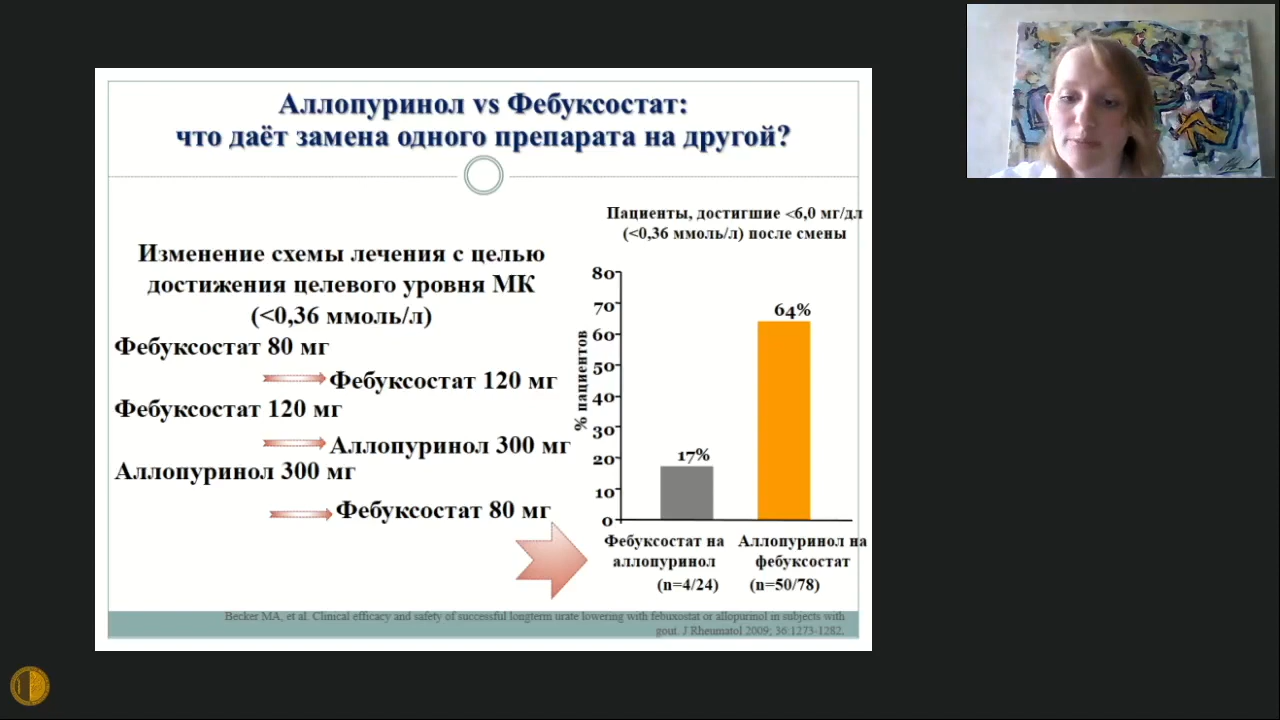 Аллопуринол vs Фебуксостат:
что даёт замена одного препарата на другой?
Изменение схемы лечения с целью
достижения целевого уровня МК
(<0,36 ммоль/л)
Фебуксостат 80 мг
Фебуксостат 120 мг
Фебуксостат 120 мг
Аллопуринол 300 мг
Аллопуринол 300 мг
Фебуксостат 80 мг
Пациенты, достигшие <6,0 мг/дл
(<0,36 ммоль/л) после смены
% пациентов
80
70
60
50
40
30
20
10
0
17%
64%
Фебуксостат на
аллопуринол
(n=4/24)
Аллопуринол на
фебуксостат
(n=50/78)
Becker MA, et al. Clinical efficacy and safety of successful longterm urate lowering with febuxostat or allopurinol in subjects with
gout. J Rheumatol 2009; 36:1273-1282.